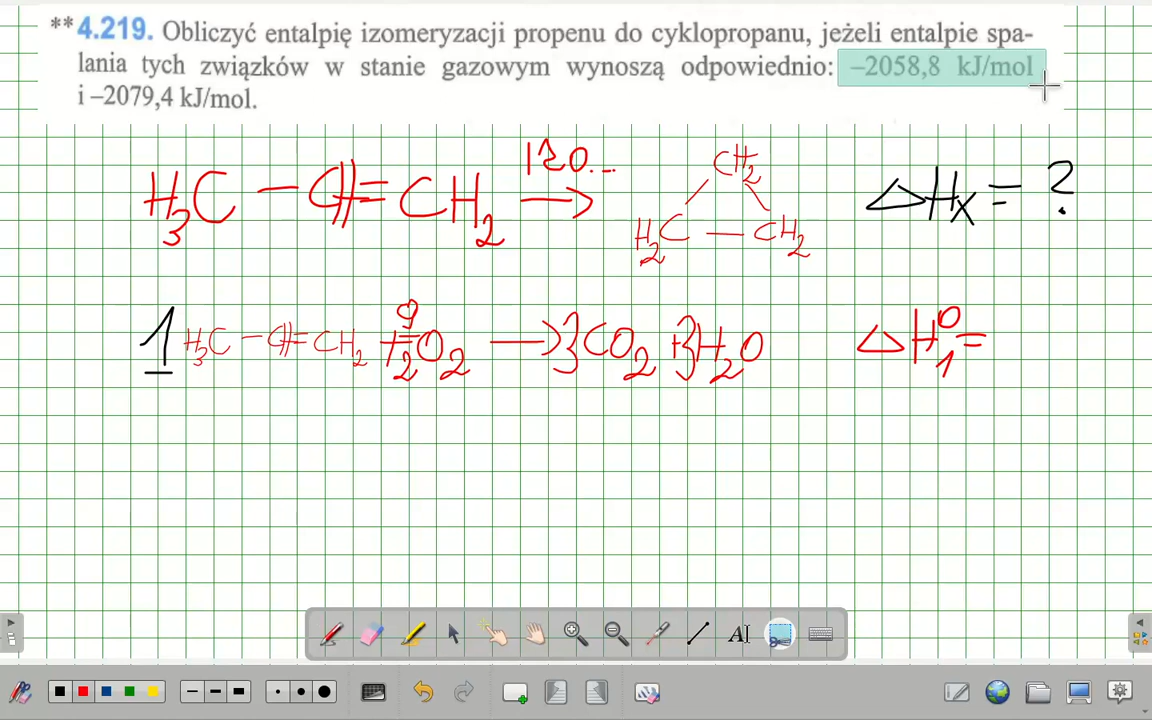 **4.219. Obliczyć entalpię izomeryzacji propenu do cyklopropanu, jeżeli entalpie spa-
lania tych związków w stanie gazowym wynoszą odpowiednio: –2058,8 kJ/mol
i –2079,4 kJ/mol.
izo...
CH2
H3C – CH = CH2 → H2C – CH2 ΔHx = ?
1 H3C – CH = CH2 + 9/2 O2 → 3CO2 + 3H2O ΔH1^0 =